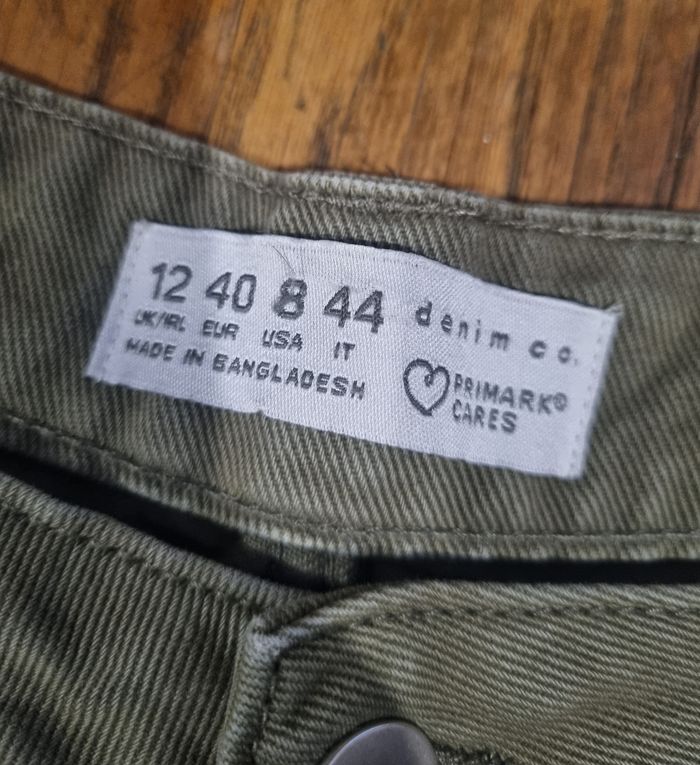 12 40 8 44 denim co.
UK/IRL EUR USA IT
MADE IN BANGLADESH
PRIMARK®
CARES